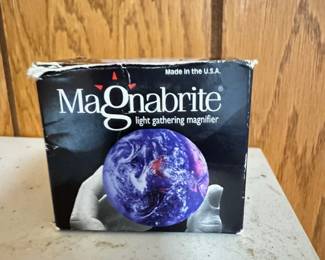 Made in the U.S.A.
Magnabrite®
light gathering magnifier